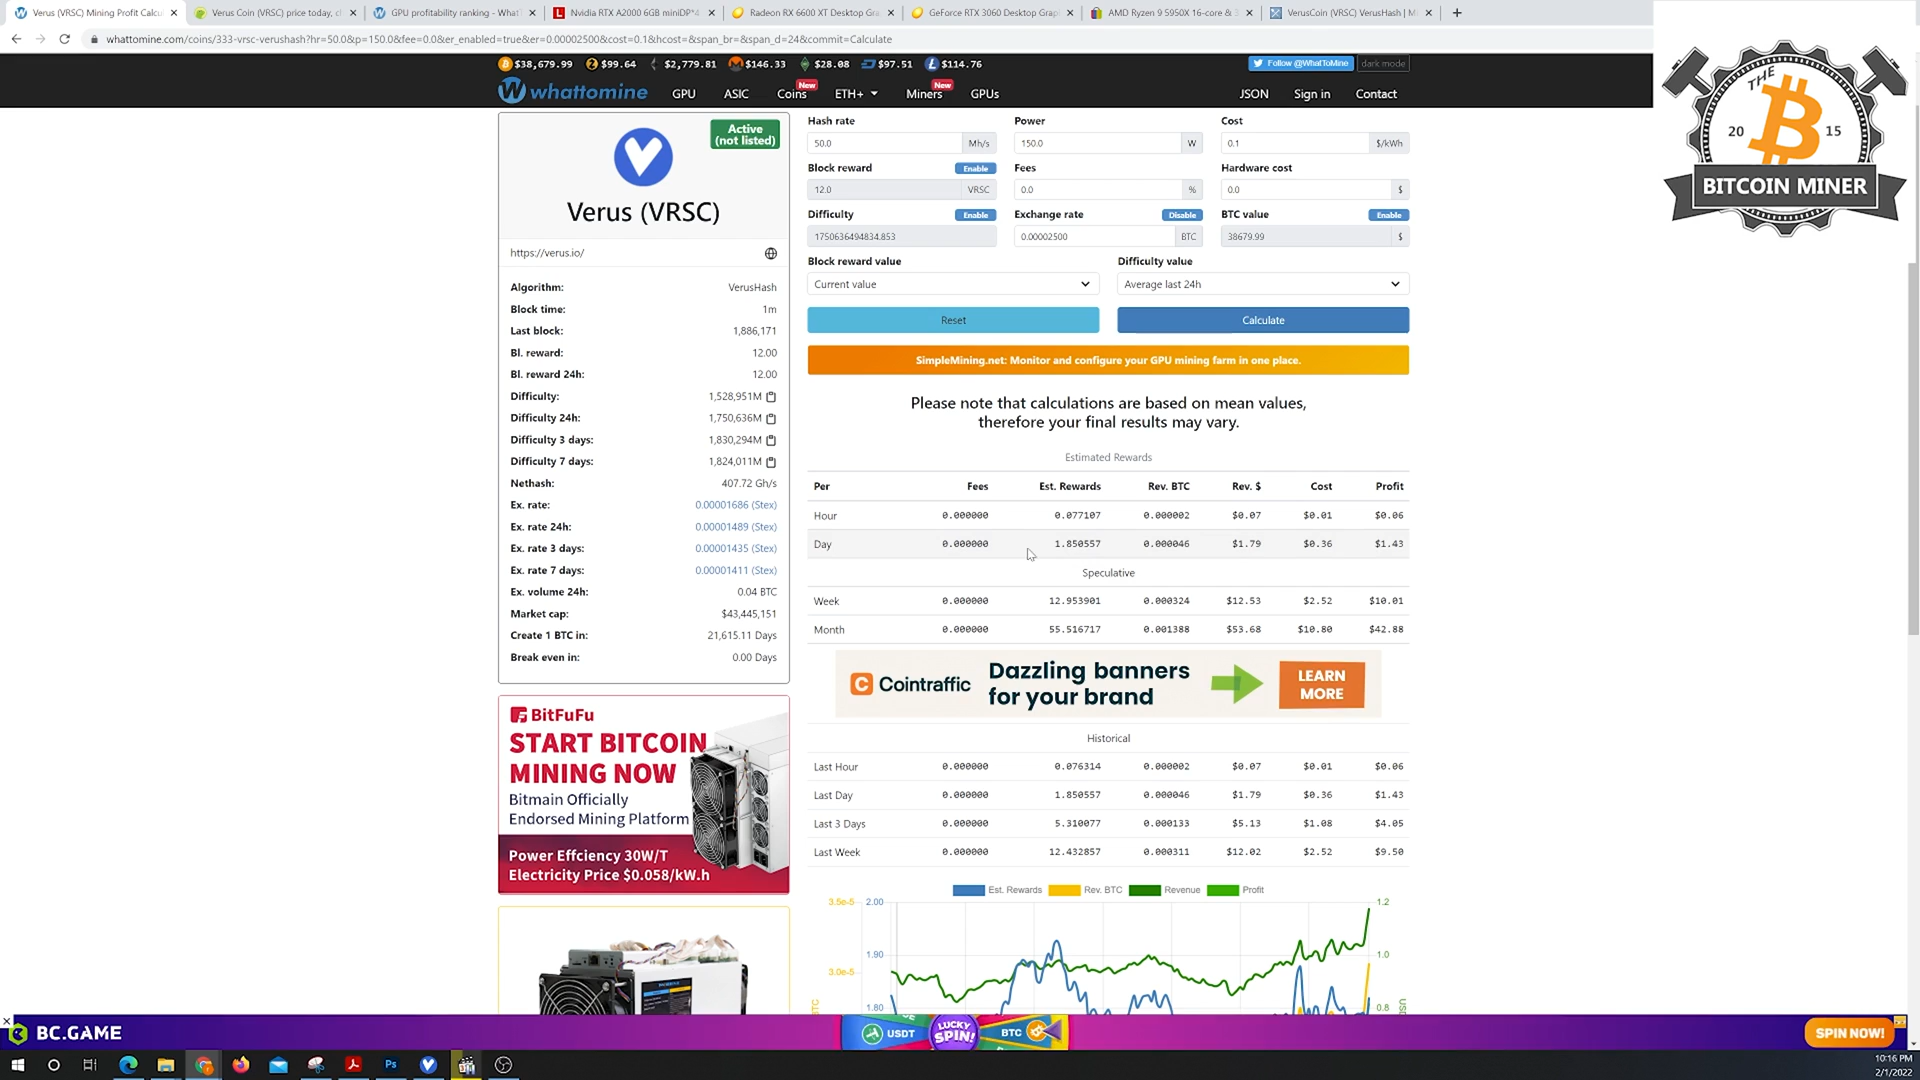 Verus (VRSC) Mining Profit Calcul
Verus Coin (VRSC) price today, c
GPU profitability ranking - What
Nvidia RTX A2000 6GB miniDP*4
Radeon RX 6600 XT Desktop Gra
GeForce RTX 3060 Desktop Grap
AMD Ryzen 9 5950X 16-core & 3
VerusCoin (VRSC) VerusHash | M
whattomine.com/coins/333-vrsc-verushash?hr=50.0&p=150.0&fee=0.0&er_enabled=true&er=0.00002500&cost=0.1&hcost=&span_br=&span_d=24&commit=Calculate
$38,679.99 $99.64 $2,779.81 $146.33 $28.08 $97.51 $114.76
Follow @WhatToMine dark mode
whattomine GPU ASIC Coins New ETH+ Miners New GPUs JSON Sign in Contact
THE
20 15
BITCOIN MINER
Active
(not listed)
Verus (VRSC)
https://verus.io/
Algorithm: VerusHash
Block time: 1m
Last block: 1,886,171
Bl. reward: 12.00
Bl. reward 24h: 12.00
Difficulty: 1,528,951M
Difficulty 24h: 1,750,636M
Difficulty 3 days: 1,830,294M
Difficulty 7 days: 1,824,011M
Nethash: 407.72 Gh/s
Ex. rate: 0.00001686 (Stex)
Ex. rate 24h: 0.00001489 (Stex)
Ex. rate 3 days: 0.00001435 (Stex)
Ex. rate 7 days: 0.00001411 (Stex)
Ex. volume 24h: 0.04 BTC
Market cap: $43,445,151
Create 1 BTC in: 21,615.11 Days
Break even in: 0.00 Days
BitFuFu
START BITCOIN
MINING NOW
Bitmain Officially
Endorsed Mining Platform
Power Effciency 30W/T
Electricity Price $0.058/kW.h
Hash rate Power Cost
50.0 Mh/s 150.0 W 0.1 $/kWh
Block reward Enable Fees Hardware cost
12.0 VRSC 0.0 % 0.0 $
Difficulty Enable Exchange rate Disable BTC value Enable
1750636494834.853 0.00002500 BTC 38679.99 $
Block reward value Difficulty value
Current value Average last 24h
Reset Calculate
SimpleMining.net: Monitor and configure your GPU mining farm in one place.
Please note that calculations are based on mean values,
therefore your final results may vary.
Estimated Rewards
Per Fees Est. Rewards Rev. BTC Rev. $ Cost Profit
Hour 0.000000 0.077107 0.000002 $0.07 $0.01 $0.06
Day 0.000000 1.850557 0.000046 $1.79 $0.36 $1.43
Speculative
Week 0.000000 12.953901 0.000324 $12.53 $2.52 $10.01
Month 0.000000 55.516717 0.001388 $53.68 $10.80 $42.88
Cointraffic Dazzling banners
for your brand
LEARN
MORE
Historical
Last Hour 0.000000 0.076314 0.000002 $0.07 $0.01 $0.06
Last Day 0.000000 1.850557 0.000046 $1.79 $0.36 $1.43
Last 3 Days 0.000000 5.310077 0.000133 $5.13 $1.08 $4.05
Last Week 0.000000 12.432857 0.000311 $12.02 $2.52 $9.50
Est. Rewards Rev. BTC Revenue Profit
3.5e-5 2.00 1.2
1.90 1.0
3.0e-5
1.80 0.8
BTC USD
BC.GAME USDT LUCKY
SPIN! BTC SPIN NOW!
10:16 PM
2/1/2022